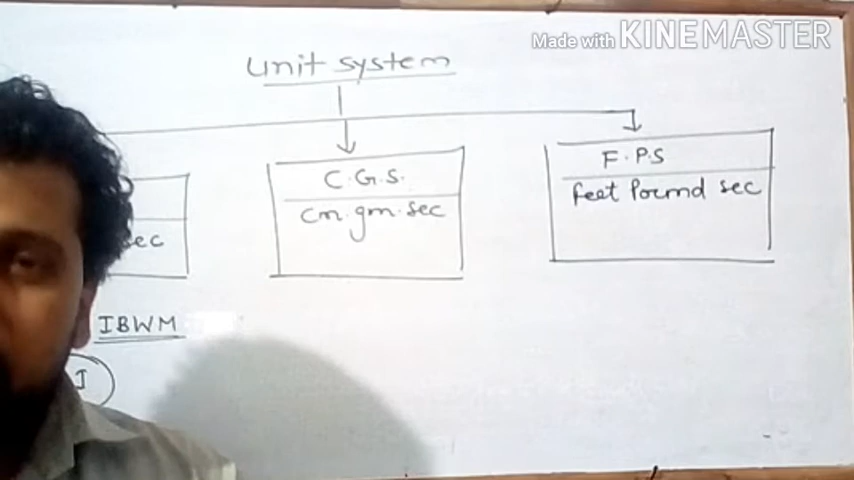 Made with KINEMASTER
Unit system
C.G.S.
F.P.S
sec
cm.gm.sec
feet Pound sec
IBWM
I